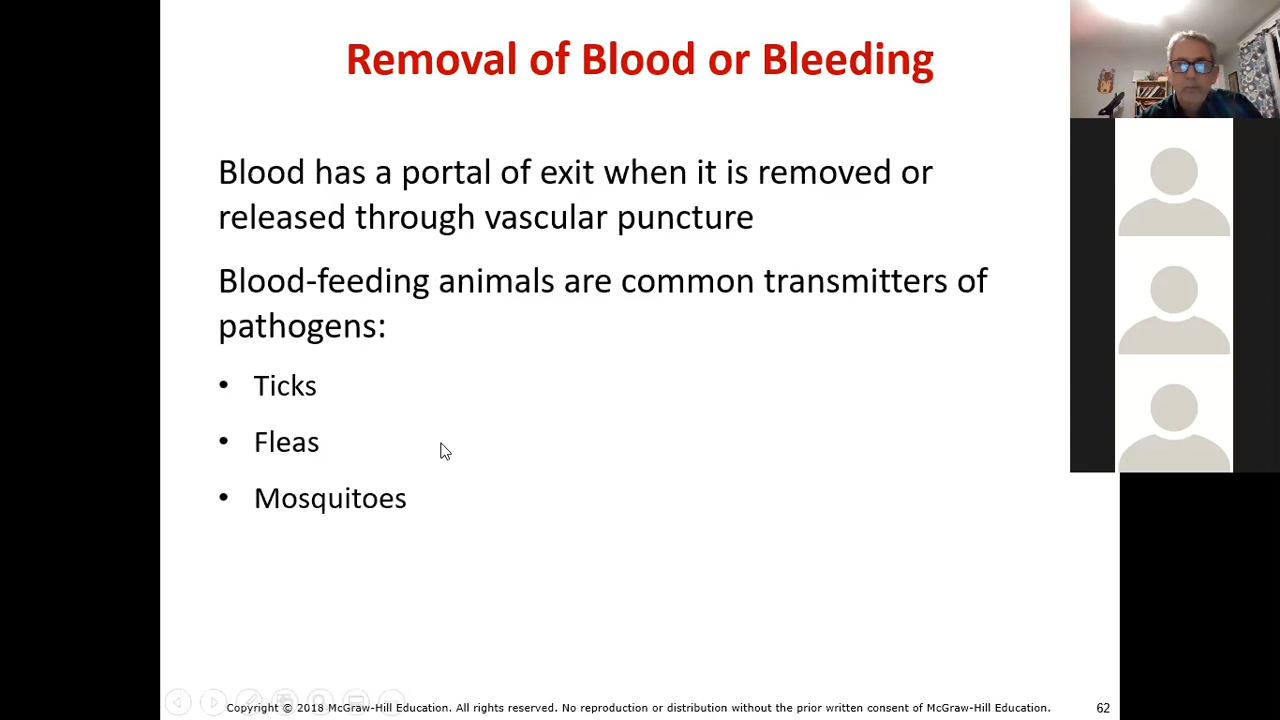 Removal of Blood or Bleeding
Blood has a portal of exit when it is removed or
released through vascular puncture
Blood-feeding animals are common transmitters of
pathogens:
• Ticks
• Fleas
• Mosquitoes
Copyright © 2018 McGraw-Hill Education. All rights reserved. No reproduction or distribution without the prior written consent of McGraw-Hill Education.
62